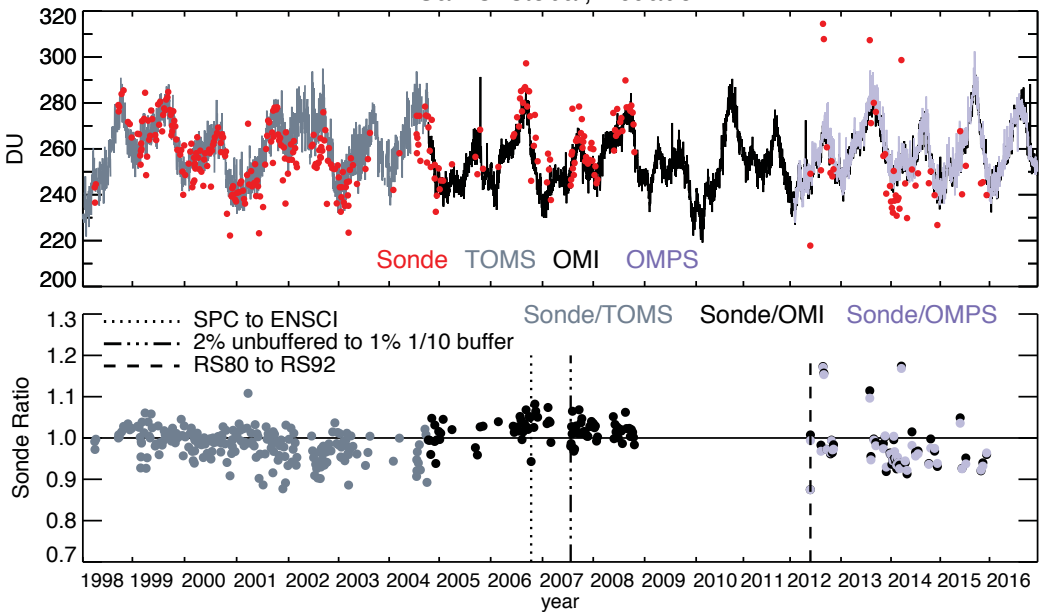 320
300
280
260
240
220
200
DU
Sonde TOMS OMI OMPS
1.3
1.2
1.1
1.0
0.9
0.8
0.7
Sonde Ratio
SPC to ENSCI
2% unbuffered to 1% 1/10 buffer
RS80 to RS92
Sonde/TOMS Sonde/OMI Sonde/OMPS
1998 1999 2000 2001 2002 2003 2004 2005 2006 2007 2008 2009 2010 2011 2012 2013 2014 2015 2016
year